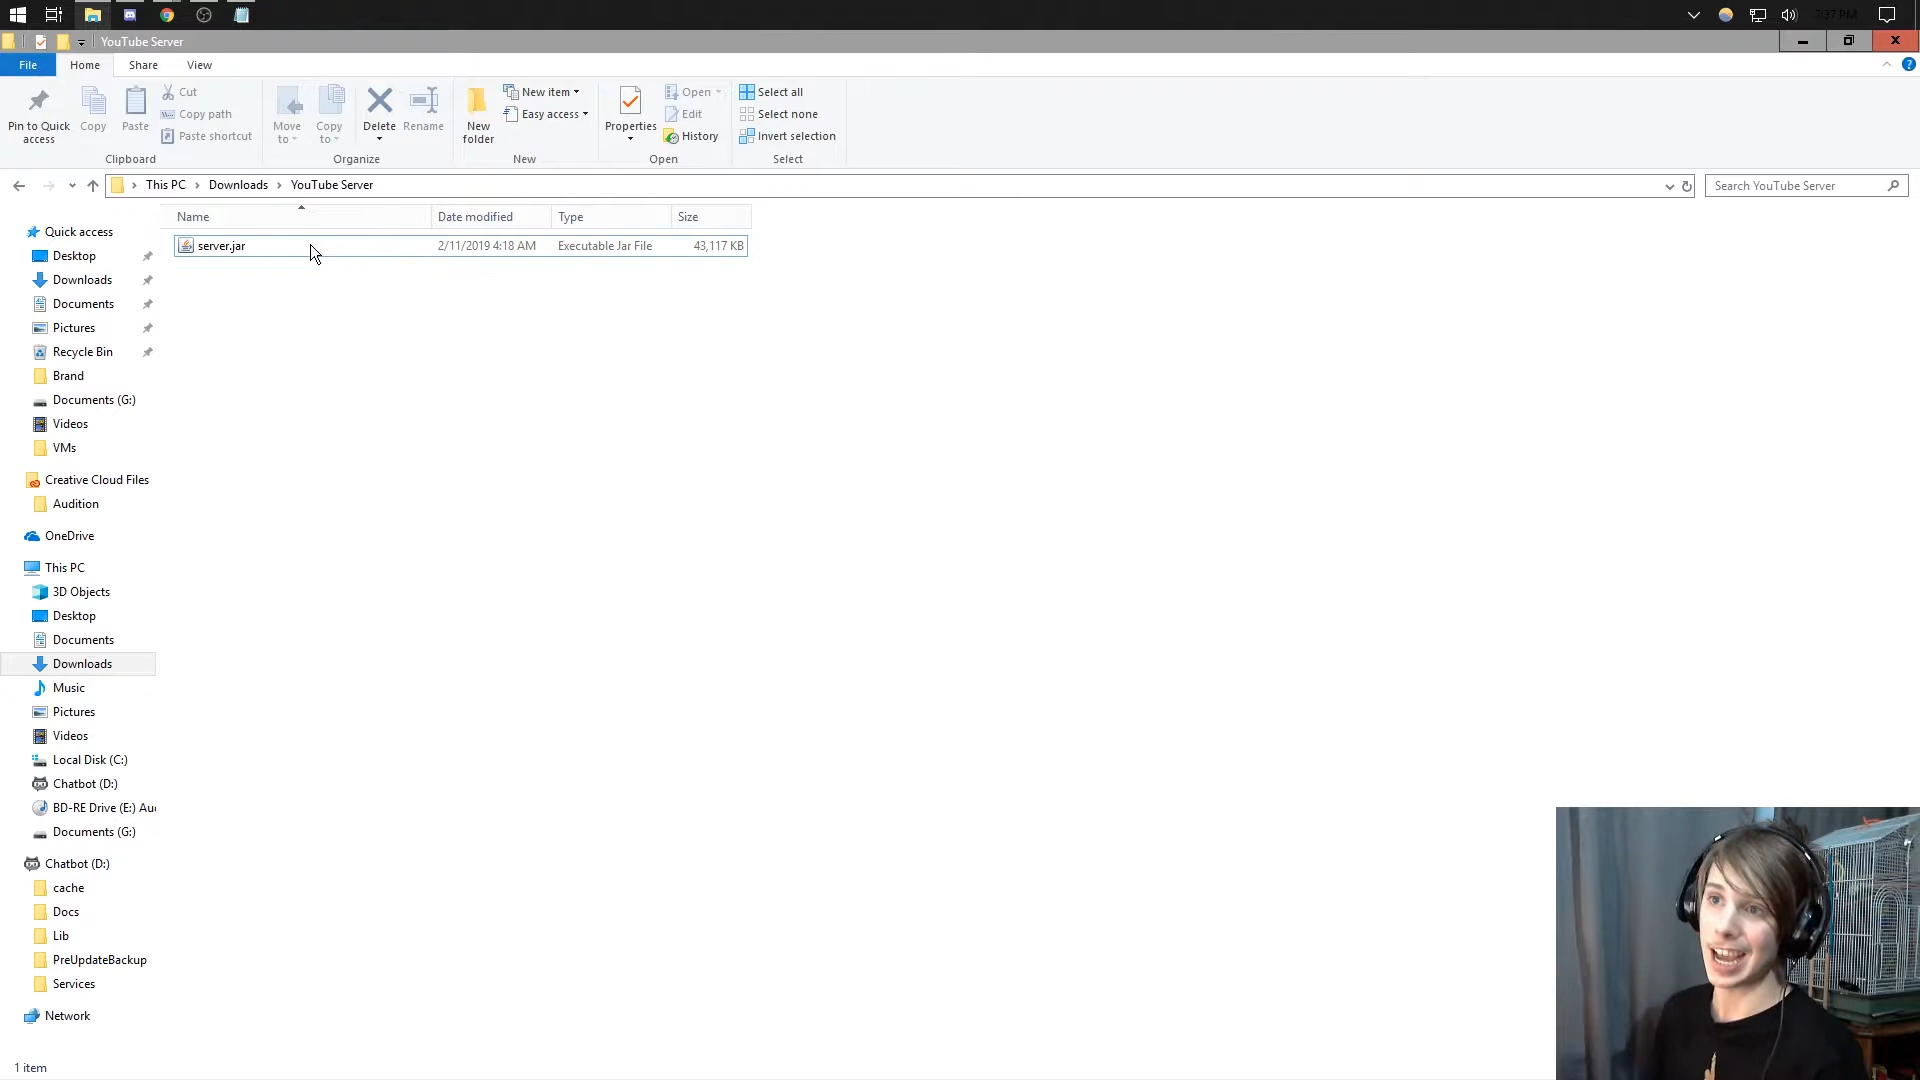 7:37 PM
YouTube Server
File Home Share View
Pin to Quick access
Copy
Paste
Cut
Copy path
Paste shortcut
Clipboard
Move to
Copy to
Delete
Rename
Organize
New folder
New item
Easy access
New
Properties
Open
Edit
History
Open
Select all
Select none
Invert selection
Select
This PC > Downloads > YouTube Server
Search YouTube Server
Name Date modified Type Size
server.jar 2/11/2019 4:18 AM Executable Jar File 43,117 KB
Quick access
Desktop
Downloads
Documents
Pictures
Recycle Bin
Brand
Documents (G:)
Videos
VMs
Creative Cloud Files
Audition
OneDrive
This PC
3D Objects
Desktop
Documents
Downloads
Music
Pictures
Videos
Local Disk (C:)
Chatbot (D:)
BD-RE Drive (E:) Au
Documents (G:)
Chatbot (D:)
cache
Docs
Lib
PreUpdateBackup
Services
Network
1 item